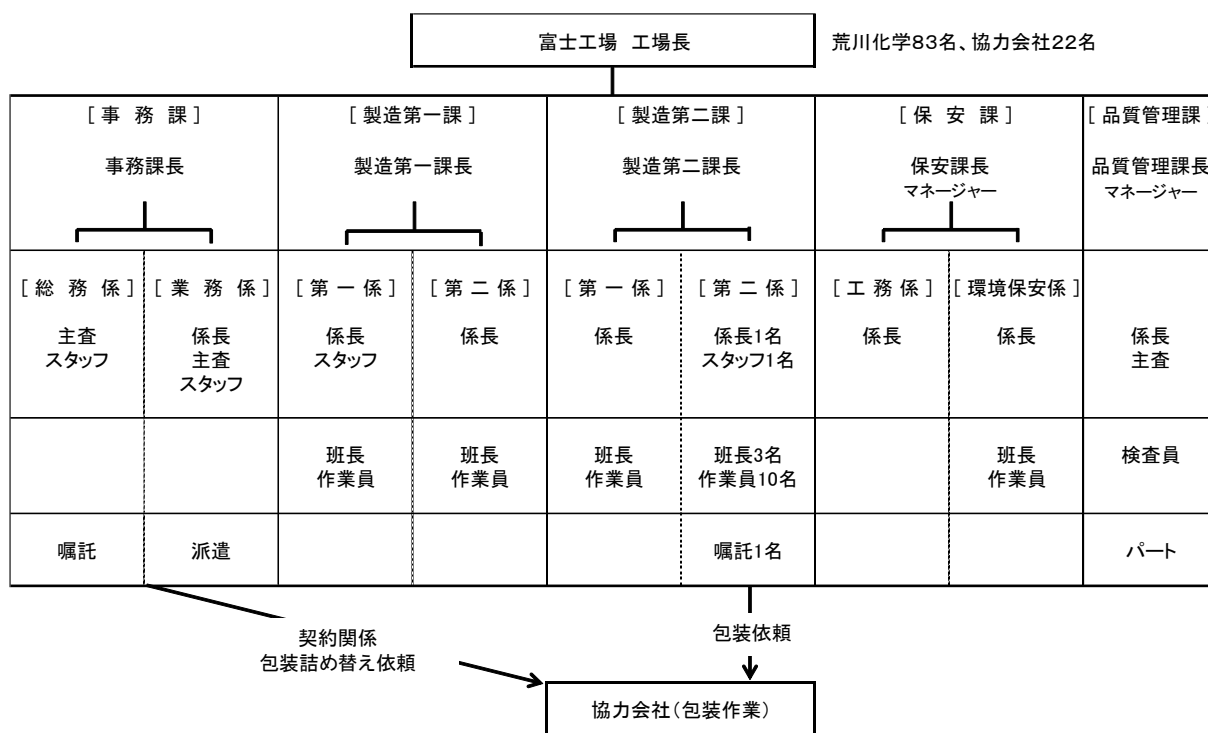 富士工場 工場長
荒川化学83名、協力会社22名
[ 事 務 課 ]
[ 製造第一課 ]
[ 製造第二課 ]
[ 保 安 課 ]
[ 品質管理課 ]
事務課長
製造第一課長
製造第二課長
保安課長
マネージャー
品質管理課長
マネージャー
[ 総 務 係 ]
[ 業 務 係 ]
[ 第 一 係 ]
[ 第 二 係 ]
[ 第 一 係 ]
[ 第 二 係 ]
[ 工 務 係 ]
[ 環境保安係 ]
主査
スタッフ
係長
主査
スタッフ
係長
スタッフ
係長
係長
係長1名
スタッフ1名
係長
係長
係長
主査
班長
作業員
班長
作業員
班長
作業員
班長3名
作業員10名
班長
作業員
検査員
嘱託
派遣
嘱託1名
パート
契約関係
包装詰め替え依頼
包装依頼
協力会社(包装作業)